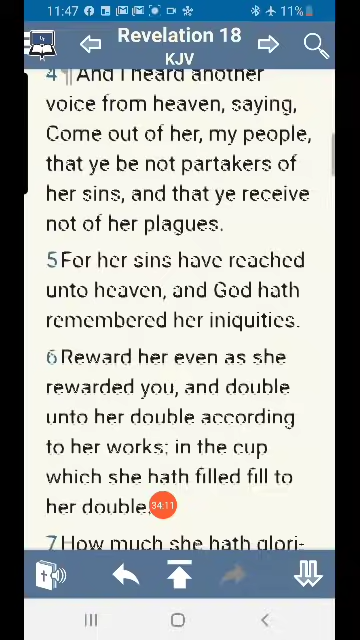 11:47
11%
Revelation 18
KJV
4 ¶ And I heard another
voice from heaven, saying,
Come out of her, my people,
that ye be not partakers of
her sins, and that ye receive
not of her plagues.
5 For her sins have reached
unto heaven, and God hath
remembered her iniquities.
6 Reward her even as she
rewarded you, and double
unto her double according
to her works: in the cup
which she hath filled fill to
her double.
34:11
7 How much she hath glori-